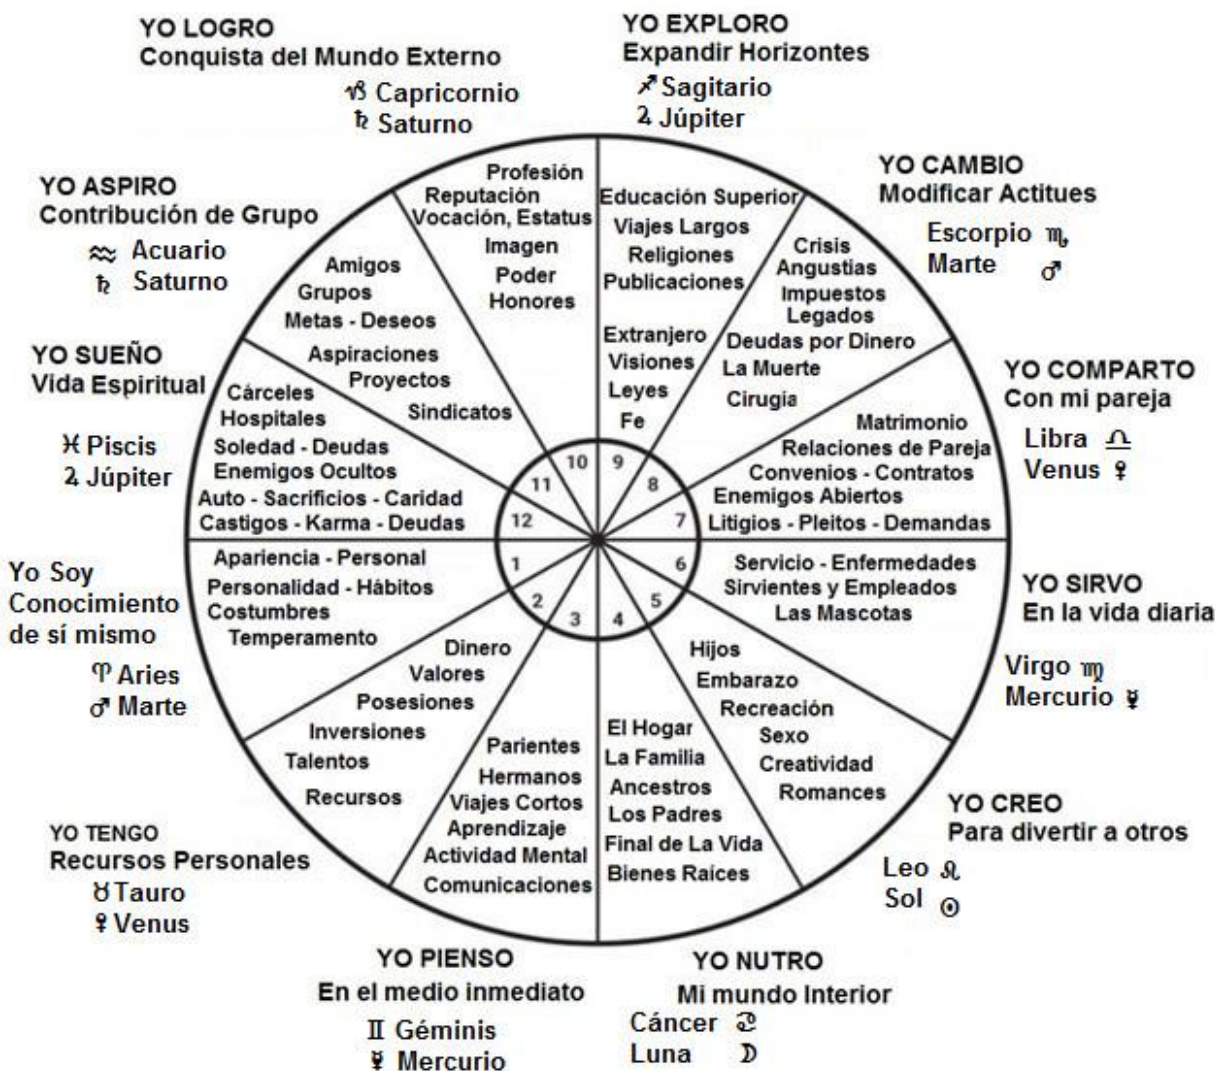 YO LOGRO
Conquista del Mundo Externo
♑ Capricornio
♄ Saturno
YO EXPLORO
Expandir Horizontes
♐ Sagitario
♃ Júpiter
YO CAMBIO
Modificar Actitues
Escorpio ♏
Marte ♂
YO COMPARTO
Con mi pareja
Libra ♎
Venus ♀
YO SIRVO
En la vida diaria
Virgo ♍
Mercurio ☿
YO CREO
Para divertir a otros
Leo ♌
Sol ☉
YO NUTRO
Mi mundo Interior
Cáncer ♋
Luna ☽
YO PIENSO
En el medio inmediato
♊ Géminis
☿ Mercurio
YO TENGO
Recursos Personales
♉ Tauro
♀ Venus
Yo Soy
Conocimiento
de sí mismo
♈ Aries
♂ Marte
YO SUEÑO
Vida Espiritual
♓ Piscis
♃ Júpiter
YO ASPIRO
Contribución de Grupo
♒ Acuario
♄ Saturno
Profesión
Reputación
Vocación, Estatus
Imagen
Poder
Honores
10
Educación Superior
Viajes Largos
Religiones
Publicaciones
Extranjero
Visiones
Leyes
Fe
9
Crisis
Angustias
Impuestos
Legados
Deudas por Dinero
La Muerte
Cirugía
8
Matrimonio
Relaciones de Pareja
Convenios - Contratos
Enemigos Abiertos
Litigios - Pleitos - Demandas
7
Servicio - Enfermedades
Sirvientes y Empleados
Las Mascotas
6
Hijos
Embarazo
Recreación
Sexo
Creatividad
Romances
5
El Hogar
La Familia
Ancestros
Los Padres
Final de La Vida
Bienes Raíces
4
Parientes
Hermanos
Viajes Cortos
Aprendizaje
Actividad Mental
Comunicaciones
3
Dinero
Valores
Posesiones
Inversiones
Talentos
Recursos
2
Apariencia - Personal
Personalidad - Hábitos
Costumbres
Temperamento
1
Cárceles
Hospitales
Soledad - Deudas
Enemigos Ocultos
Auto - Sacrificios - Caridad
Castigos - Karma - Deudas
12
Amigos
Grupos
Metas - Deseos
Aspiraciones
Proyectos
Sindicatos
11